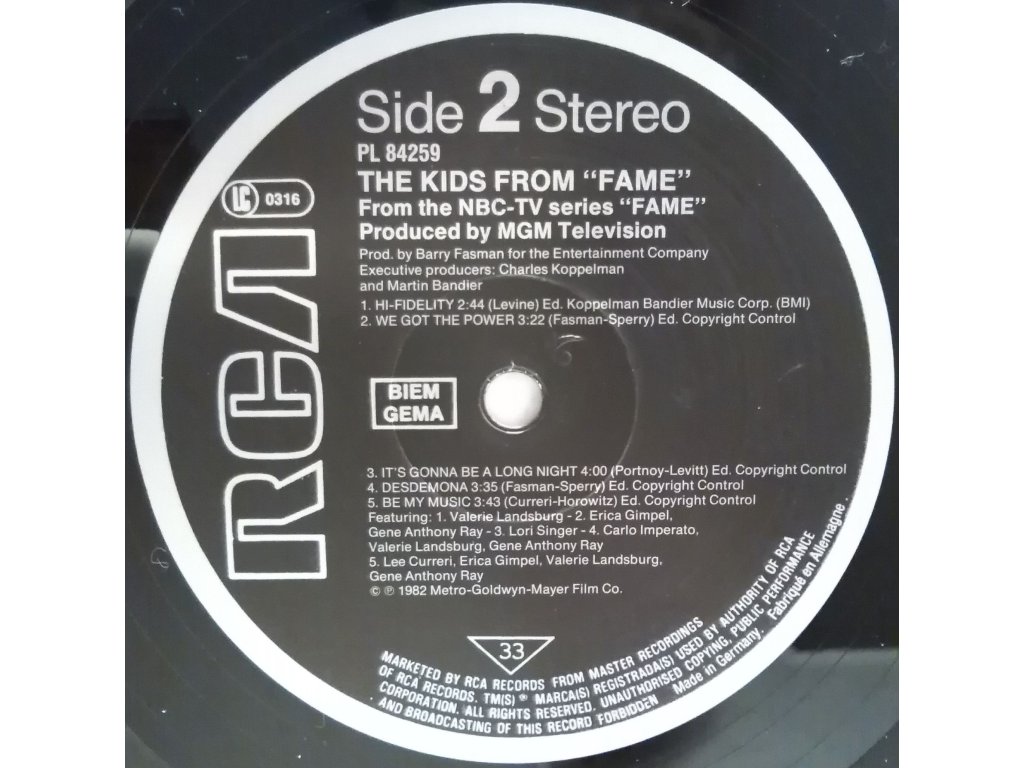 Side 2 Stereo
PL 84259
THE KIDS FROM “FAME”
From the NBC-TV series “FAME”
Produced by MGM Television
Prod. by Barry Fasman for the Entertainment Company
Executive producers: Charles Koppelman
and Martin Bandier
1. HI-FIDELITY 2:44 (Levine) Ed. Koppelman Bandier Music Corp. (BMI)
2. WE GOT THE POWER 3:22 (Fasman-Sperry) Ed. Copyright Control
LC 0316
RCA
BIEM
GEMA
3. IT'S GONNA BE A LONG NIGHT 4:00 (Portnoy-Levitt) Ed. Copyright Control
4. DESDEMONA 3:35 (Fasman-Sperry) Ed. Copyright Control
5. BE MY MUSIC 3:43 (Curreri-Horowitz) Ed. Copyright Control
Featuring: 1. Valerie Landsburg - 2. Erica Gimpel,
Gene Anthony Ray - 3. Lori Singer - 4. Carlo Imperato,
Valerie Landsburg, Gene Anthony Ray
5. Lee Curreri, Erica Gimpel, Valerie Landsburg,
Gene Anthony Ray
© ℗ 1982 Metro-Goldwyn-Mayer Film Co.
33
MARKETED BY RCA RECORDS FROM MASTER RECORDINGS
OF RCA RECORDS. TM(S) ® MARCA(S) REGISTRADA(S) USED BY AUTHORITY OF RCA
CORPORATION. ALL RIGHTS RESERVED. UNAUTHORISED COPYING, PUBLIC PERFORMANCE
AND BROADCASTING OF THIS RECORD FORBIDDEN Made in Germany. Fabriqué en Allemagne.